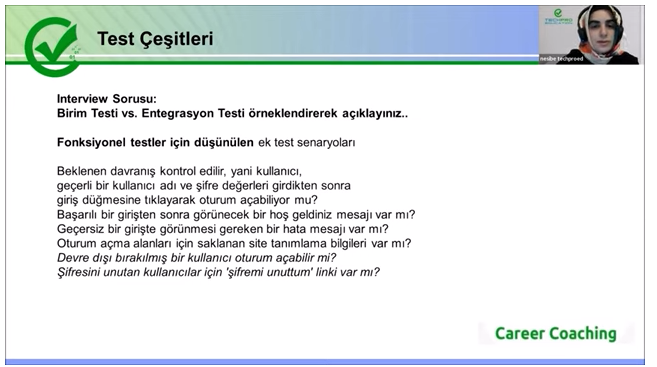 Test Çeşitleri
TECHPROED
nesibe techproed
Interview Sorusu:
Birim Testi vs. Entegrasyon Testi örneklendirerek açıklayınız..
Fonksiyonel testler için düşünülen ek test senaryoları
Beklenen davranış kontrol edilir, yani kullanıcı,
geçerli bir kullanıcı adı ve şifre değerleri girdikten sonra
giriş düğmesine tıklayarak oturum açabiliyor mu?
Başarılı bir girişten sonra görünecek bir hoş geldiniz mesajı var mı?
Geçersiz bir girişte görünmesi gereken bir hata mesajı var mı?
Oturum açma alanları için saklanan site tanımlama bilgileri var mı?
Devre dışı bırakılmış bir kullanıcı oturum açabilir mi?
Şifresini unutan kullanıcılar için 'şifremi unuttum' linki var mı?
Career Coaching